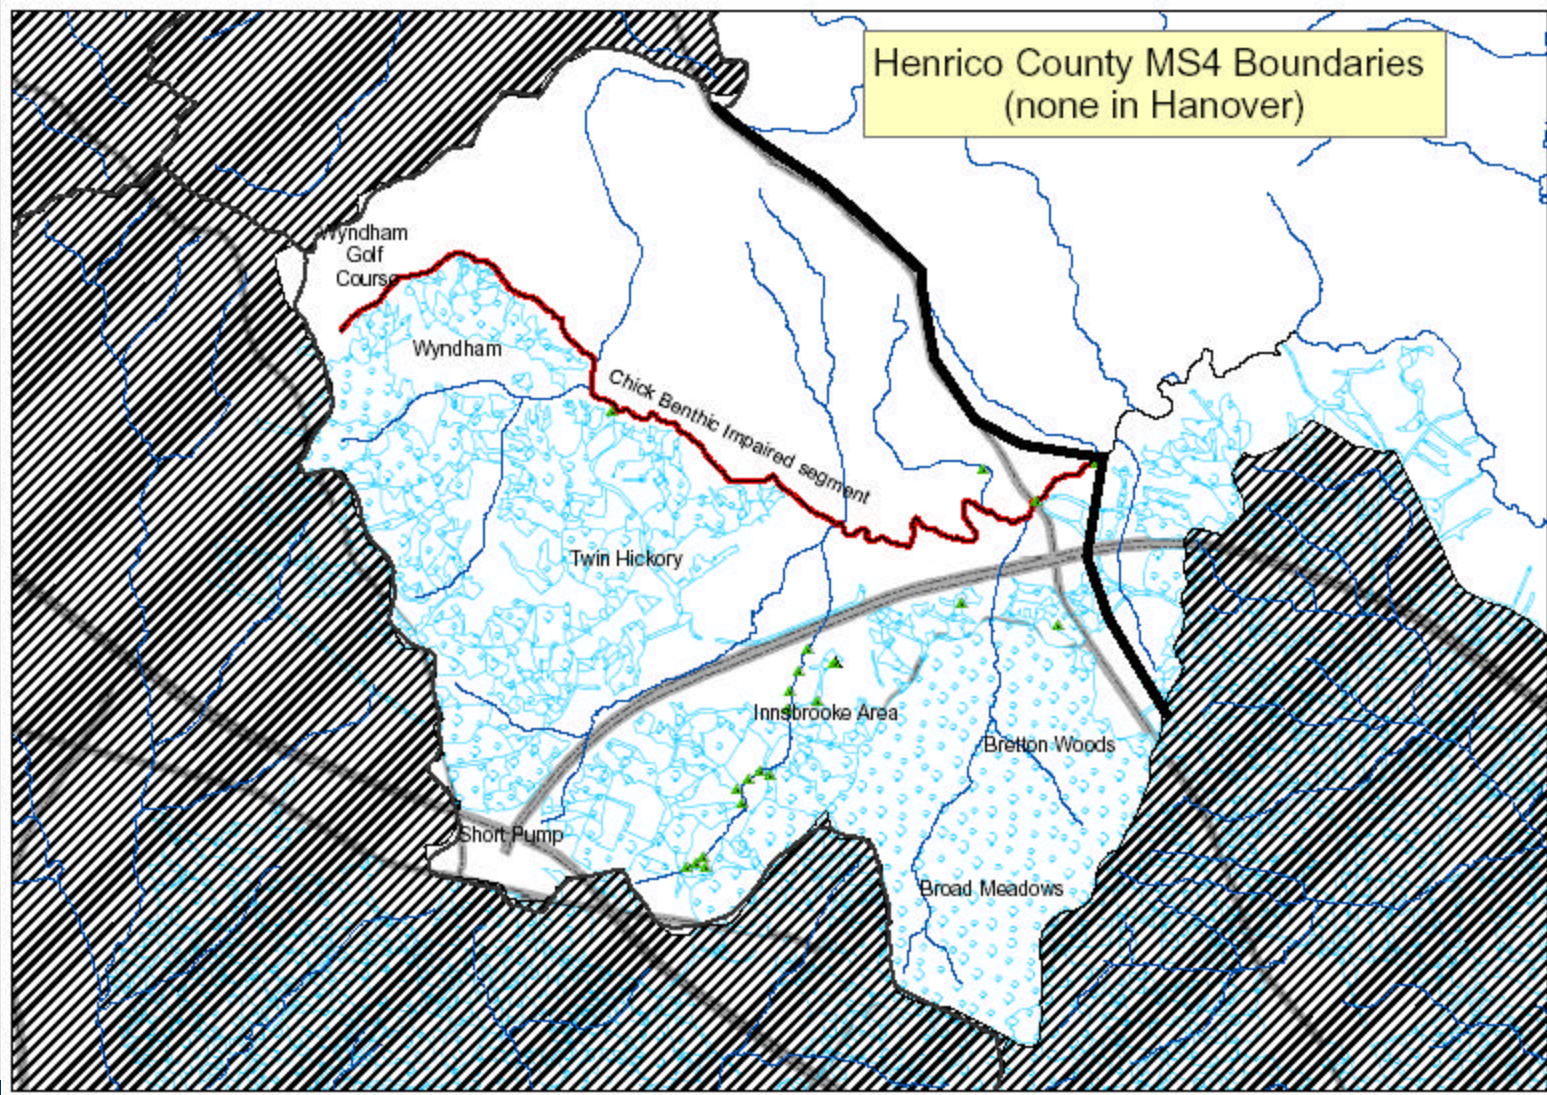 Henrico County MS4 Boundaries
(none in Hanover)
Wyndham
Golf
Course
Wyndham
Chick Benthic Impaired segment
Twin Hickory
Innsbrooke Area
Bretton Woods
Short Pump
Broad Meadows